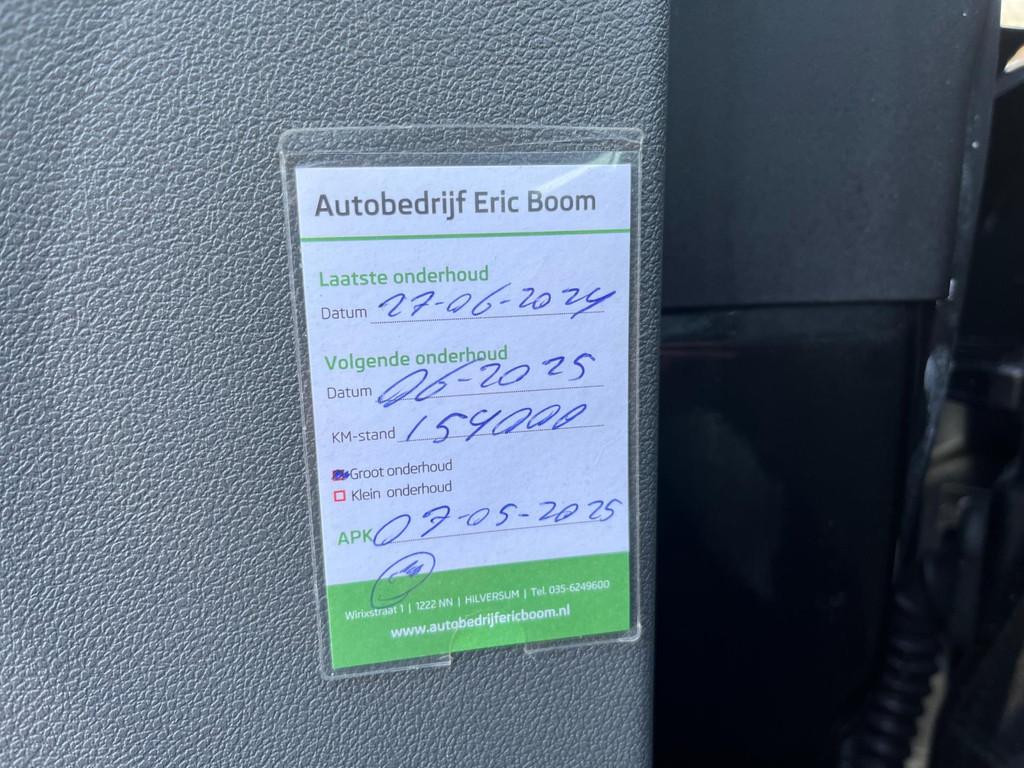 Autobedrijf Eric Boom
Laatste onderhoud
Datum 27-06-2024
Volgende onderhoud
Datum 06-2025
KM-stand 154000
Groot onderhoud
Klein onderhoud
APK 07-05-2025
Wirixstraat 1 | 1222 NN | HILVERSUM | Tel. 035-6249600
www.autobedrijfericboom.nl